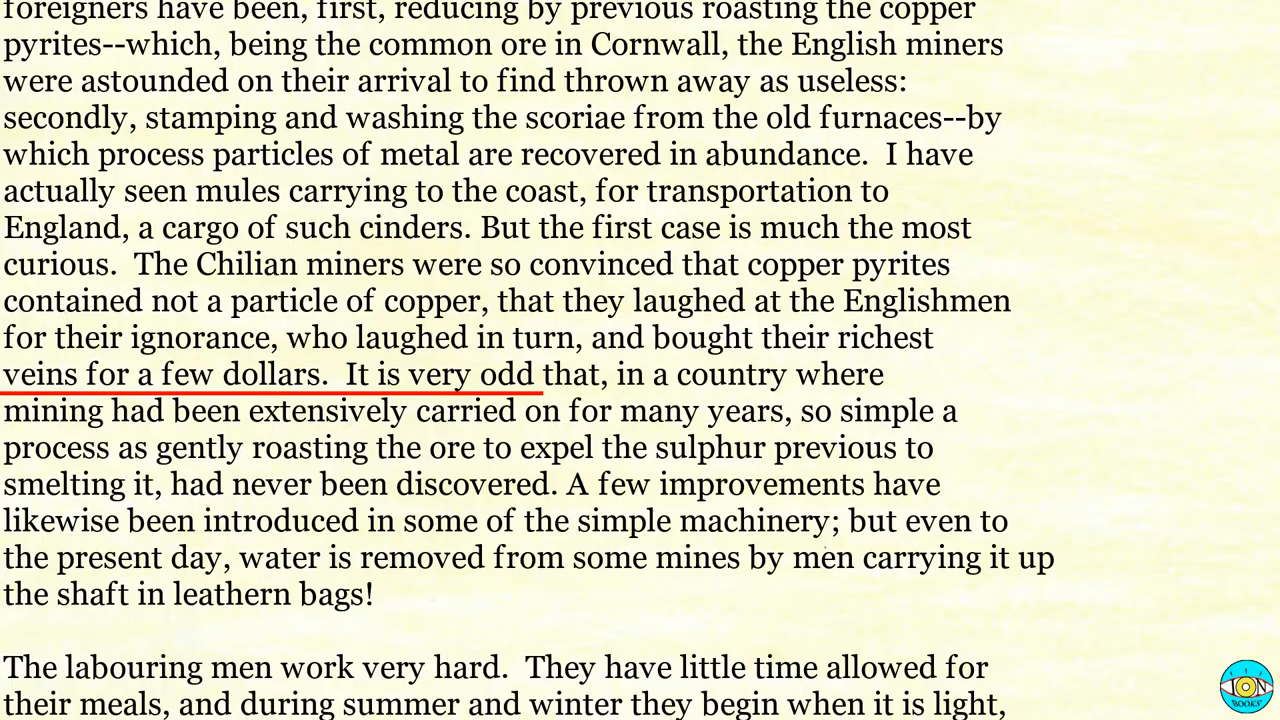 foreigners have been, first, reducing by previous roasting the copper
pyrites--which, being the common ore in Cornwall, the English miners
were astounded on their arrival to find thrown away as useless:
secondly, stamping and washing the scoriae from the old furnaces--by
which process particles of metal are recovered in abundance.  I have
actually seen mules carrying to the coast, for transportation to
England, a cargo of such cinders. But the first case is much the most
curious.  The Chilian miners were so convinced that copper pyrites
contained not a particle of copper, that they laughed at the Englishmen
for their ignorance, who laughed in turn, and bought their richest
veins for a few dollars.  It is very odd that, in a country where
mining had been extensively carried on for many years, so simple a
process as gently roasting the ore to expel the sulphur previous to
smelting it, had never been discovered. A few improvements have
likewise been introduced in some of the simple machinery; but even to
the present day, water is removed from some mines by men carrying it up
the shaft in leathern bags!
The labouring men work very hard.  They have little time allowed for
their meals, and during summer and winter they begin when it is light,
ION
BOOKS